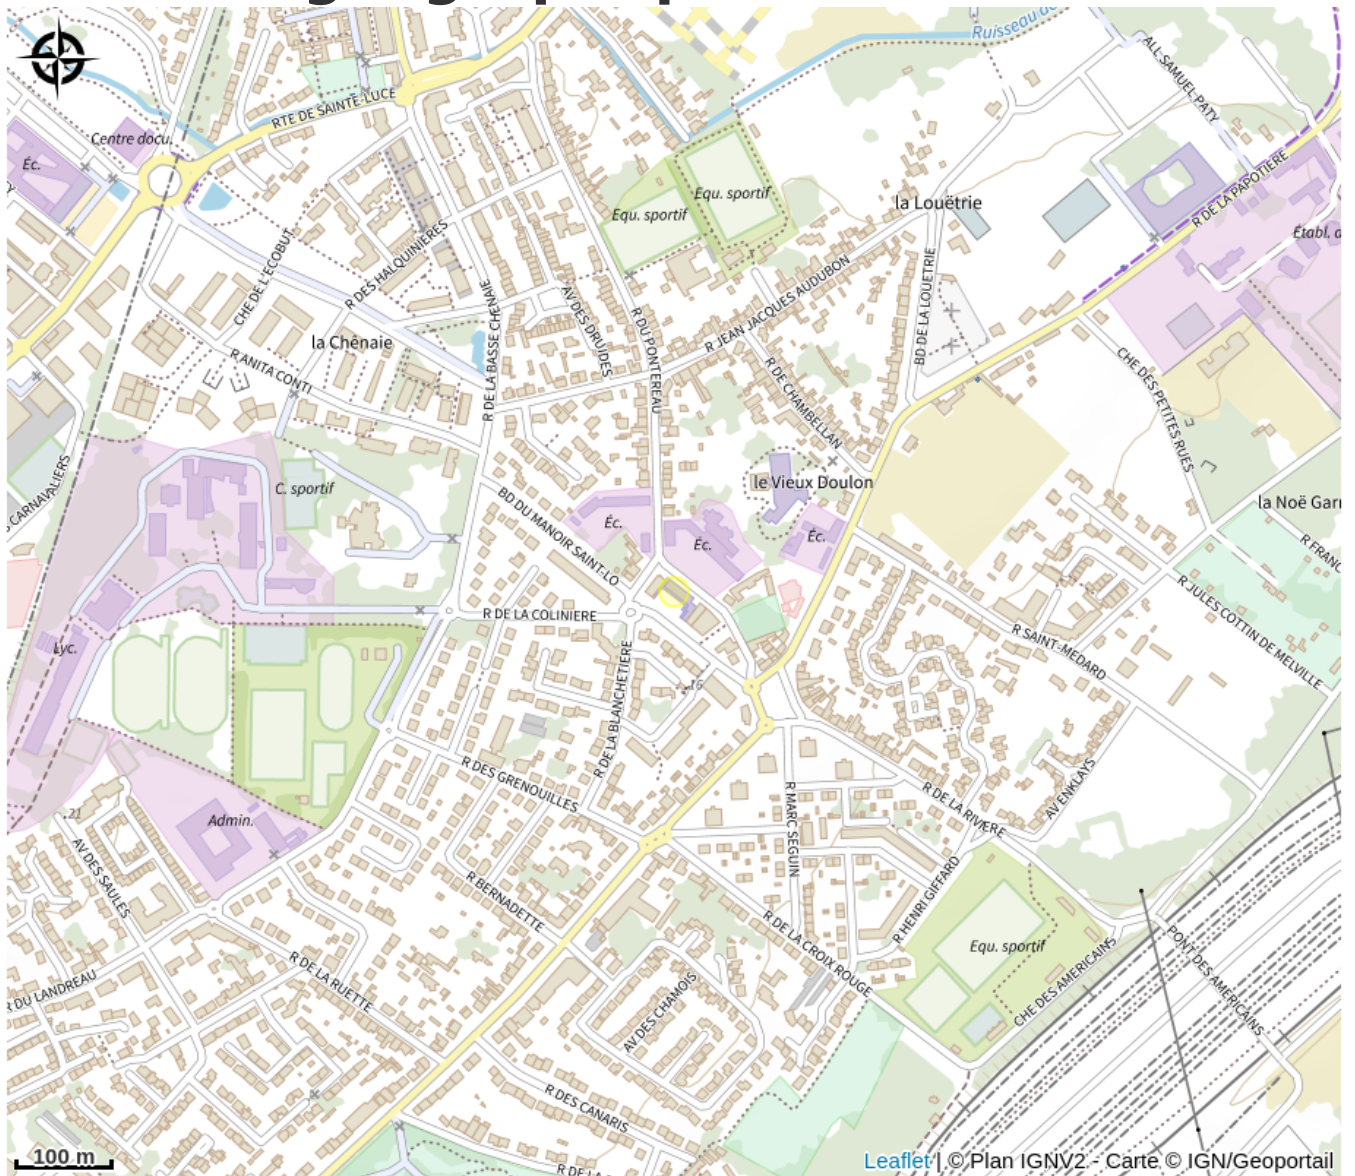 Ruisseau de
ALL SAMUEL PATY
RTE DE SAINTE-LUCE
Centre docu.
Éc.
R DE LA PAPOTIERE
Equ. sportif
Equ. sportif
la Louëtrie
Établ. d
CHE DE L'ECOBUT
R DES HALQUINIERES
R DE LA BASSE CHENAIE
AV DES DRUIDES
R DU PONTEREAU
R JEAN JACQUES AUDUBON
BD DE LA LOUETRIE
la Chênaie
R ANITA CONTI
R DE CHAMBELLAN
CHE DES PETITES RUES
S CARNAVALIERS
C. sportif
le Vieux Doulon
la Noë Garr
BD DU MANOIR SAINT-LO
Éc.
Éc.
Éc.
R FRANC
R JULES COTTIN DE MELVILLE
R DE LA COLINIERE
R SAINT-MEDARD
Lyc.
R DE LA BLANCHETIERE
16
R DES GRENOUILLES
R MARC SEGUIN
R DE LA RIVIERE
AV ENKLAYS
21
Admin.
AV DES SAULES
R BERNADETTE
R HENRI GIFFARD
R DE LA CROIX ROUGE
Equ. sportif
R DE LA RUETTE
R DU LANDREAU
AV DES CHAMOIS
CHE DES AMERICAINS
PONT DES AMERICAINS
R DES CANARIS
R DE LA
100 m
Leaflet | © Plan IGNV2 - Carte © IGN/Geoportail